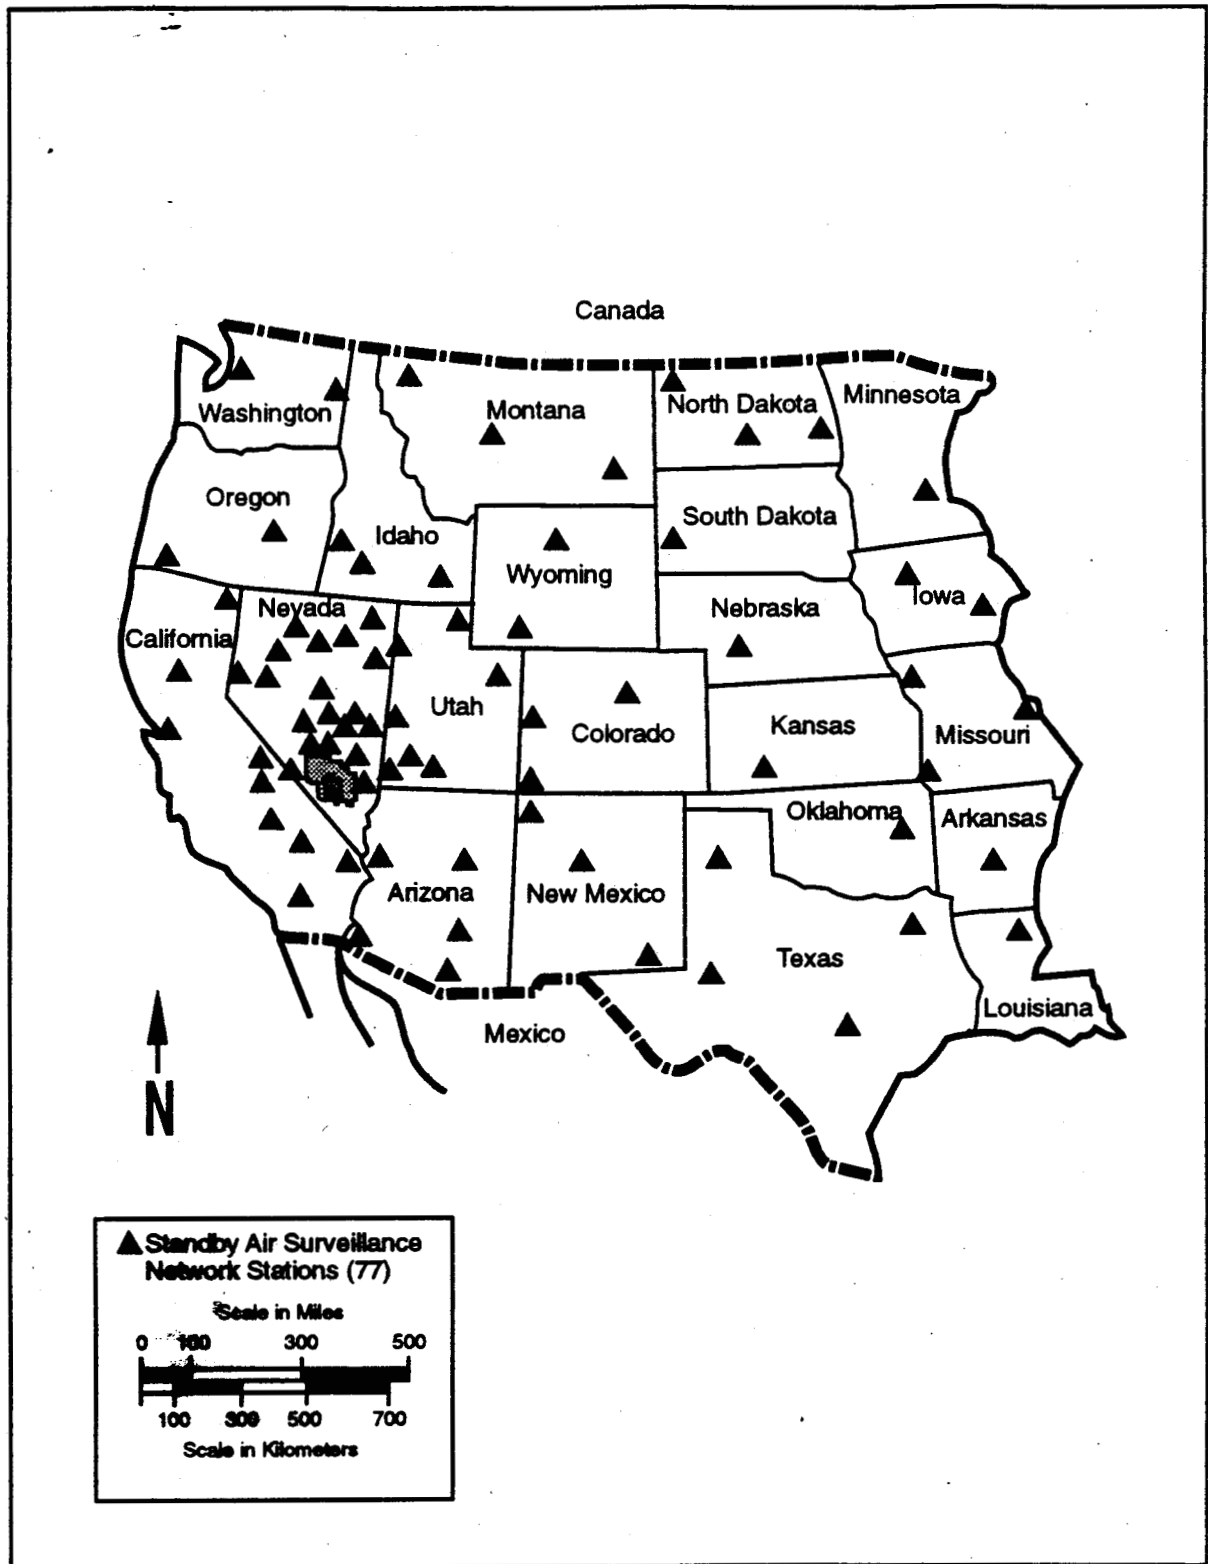 Canada
Washington
Montana
North Dakota
Minnesota
Oregon
Idaho
South Dakota
Wyoming
Nevada
Nebraska
Iowa
California
Utah
Colorado
Kansas
Missouri
Oklahoma
Arkansas
Arizona
New Mexico
Texas
Louisiana
Mexico
N
Standby Air Surveillance
Network Stations (77)
Scale in Miles
0 100 300 500
100 300 500 700
Scale in Kilometers